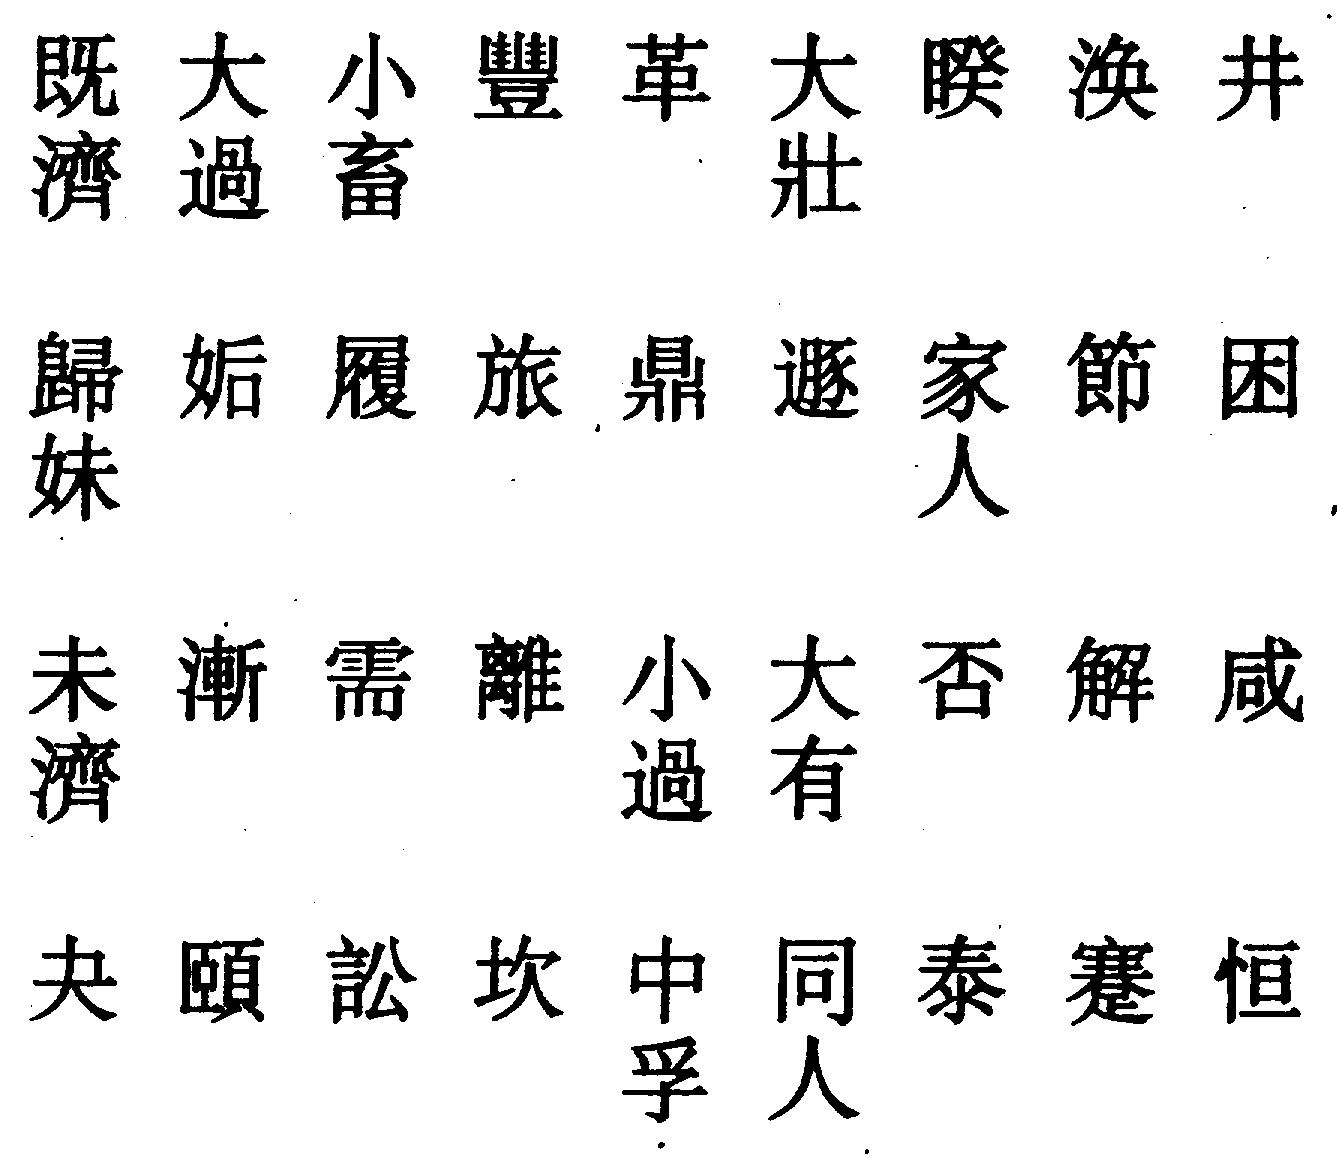 井困咸恒
渙節解蹇
睽家人否泰
大壯遯大有同人
革鼎小過中孚
豐旅離坎
小畜履需訟
大過姤漸頤
既濟歸妹未濟夬